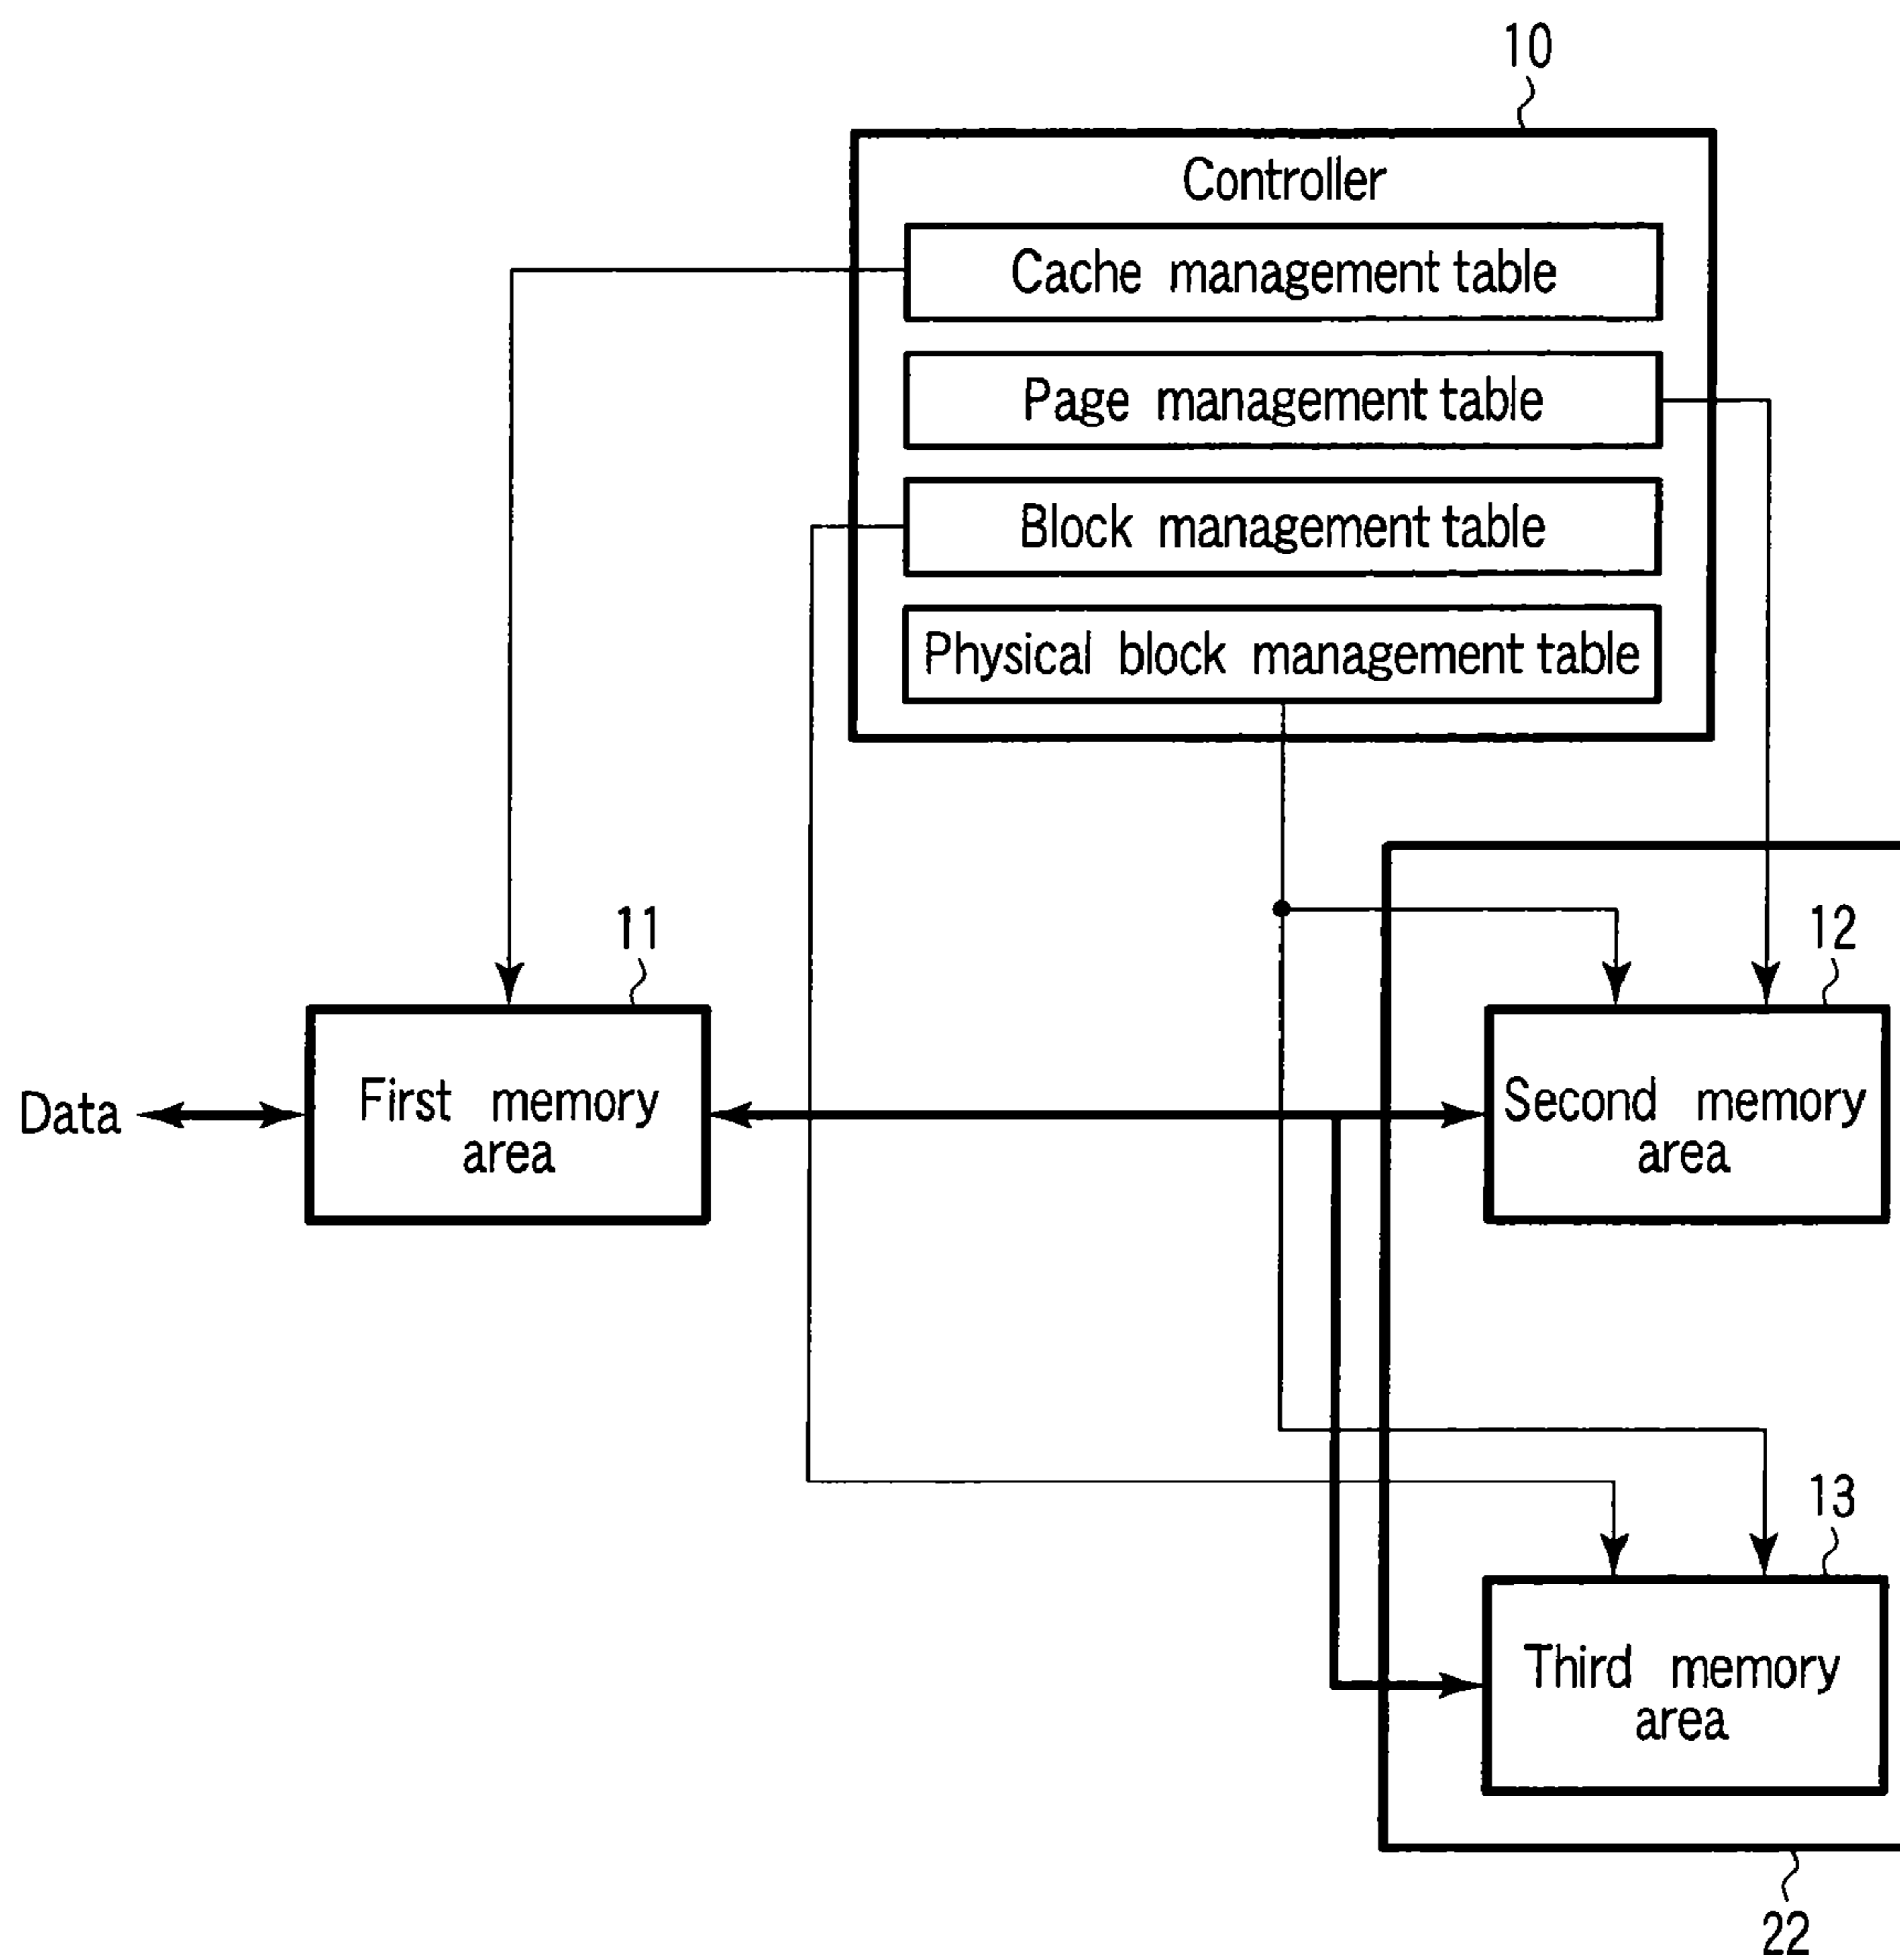 10
Controller
Cache management table
Page management table
Block management table
Physical block management table
11
12
Data
First memory
area
Second memory
area
13
Third memory
area
22